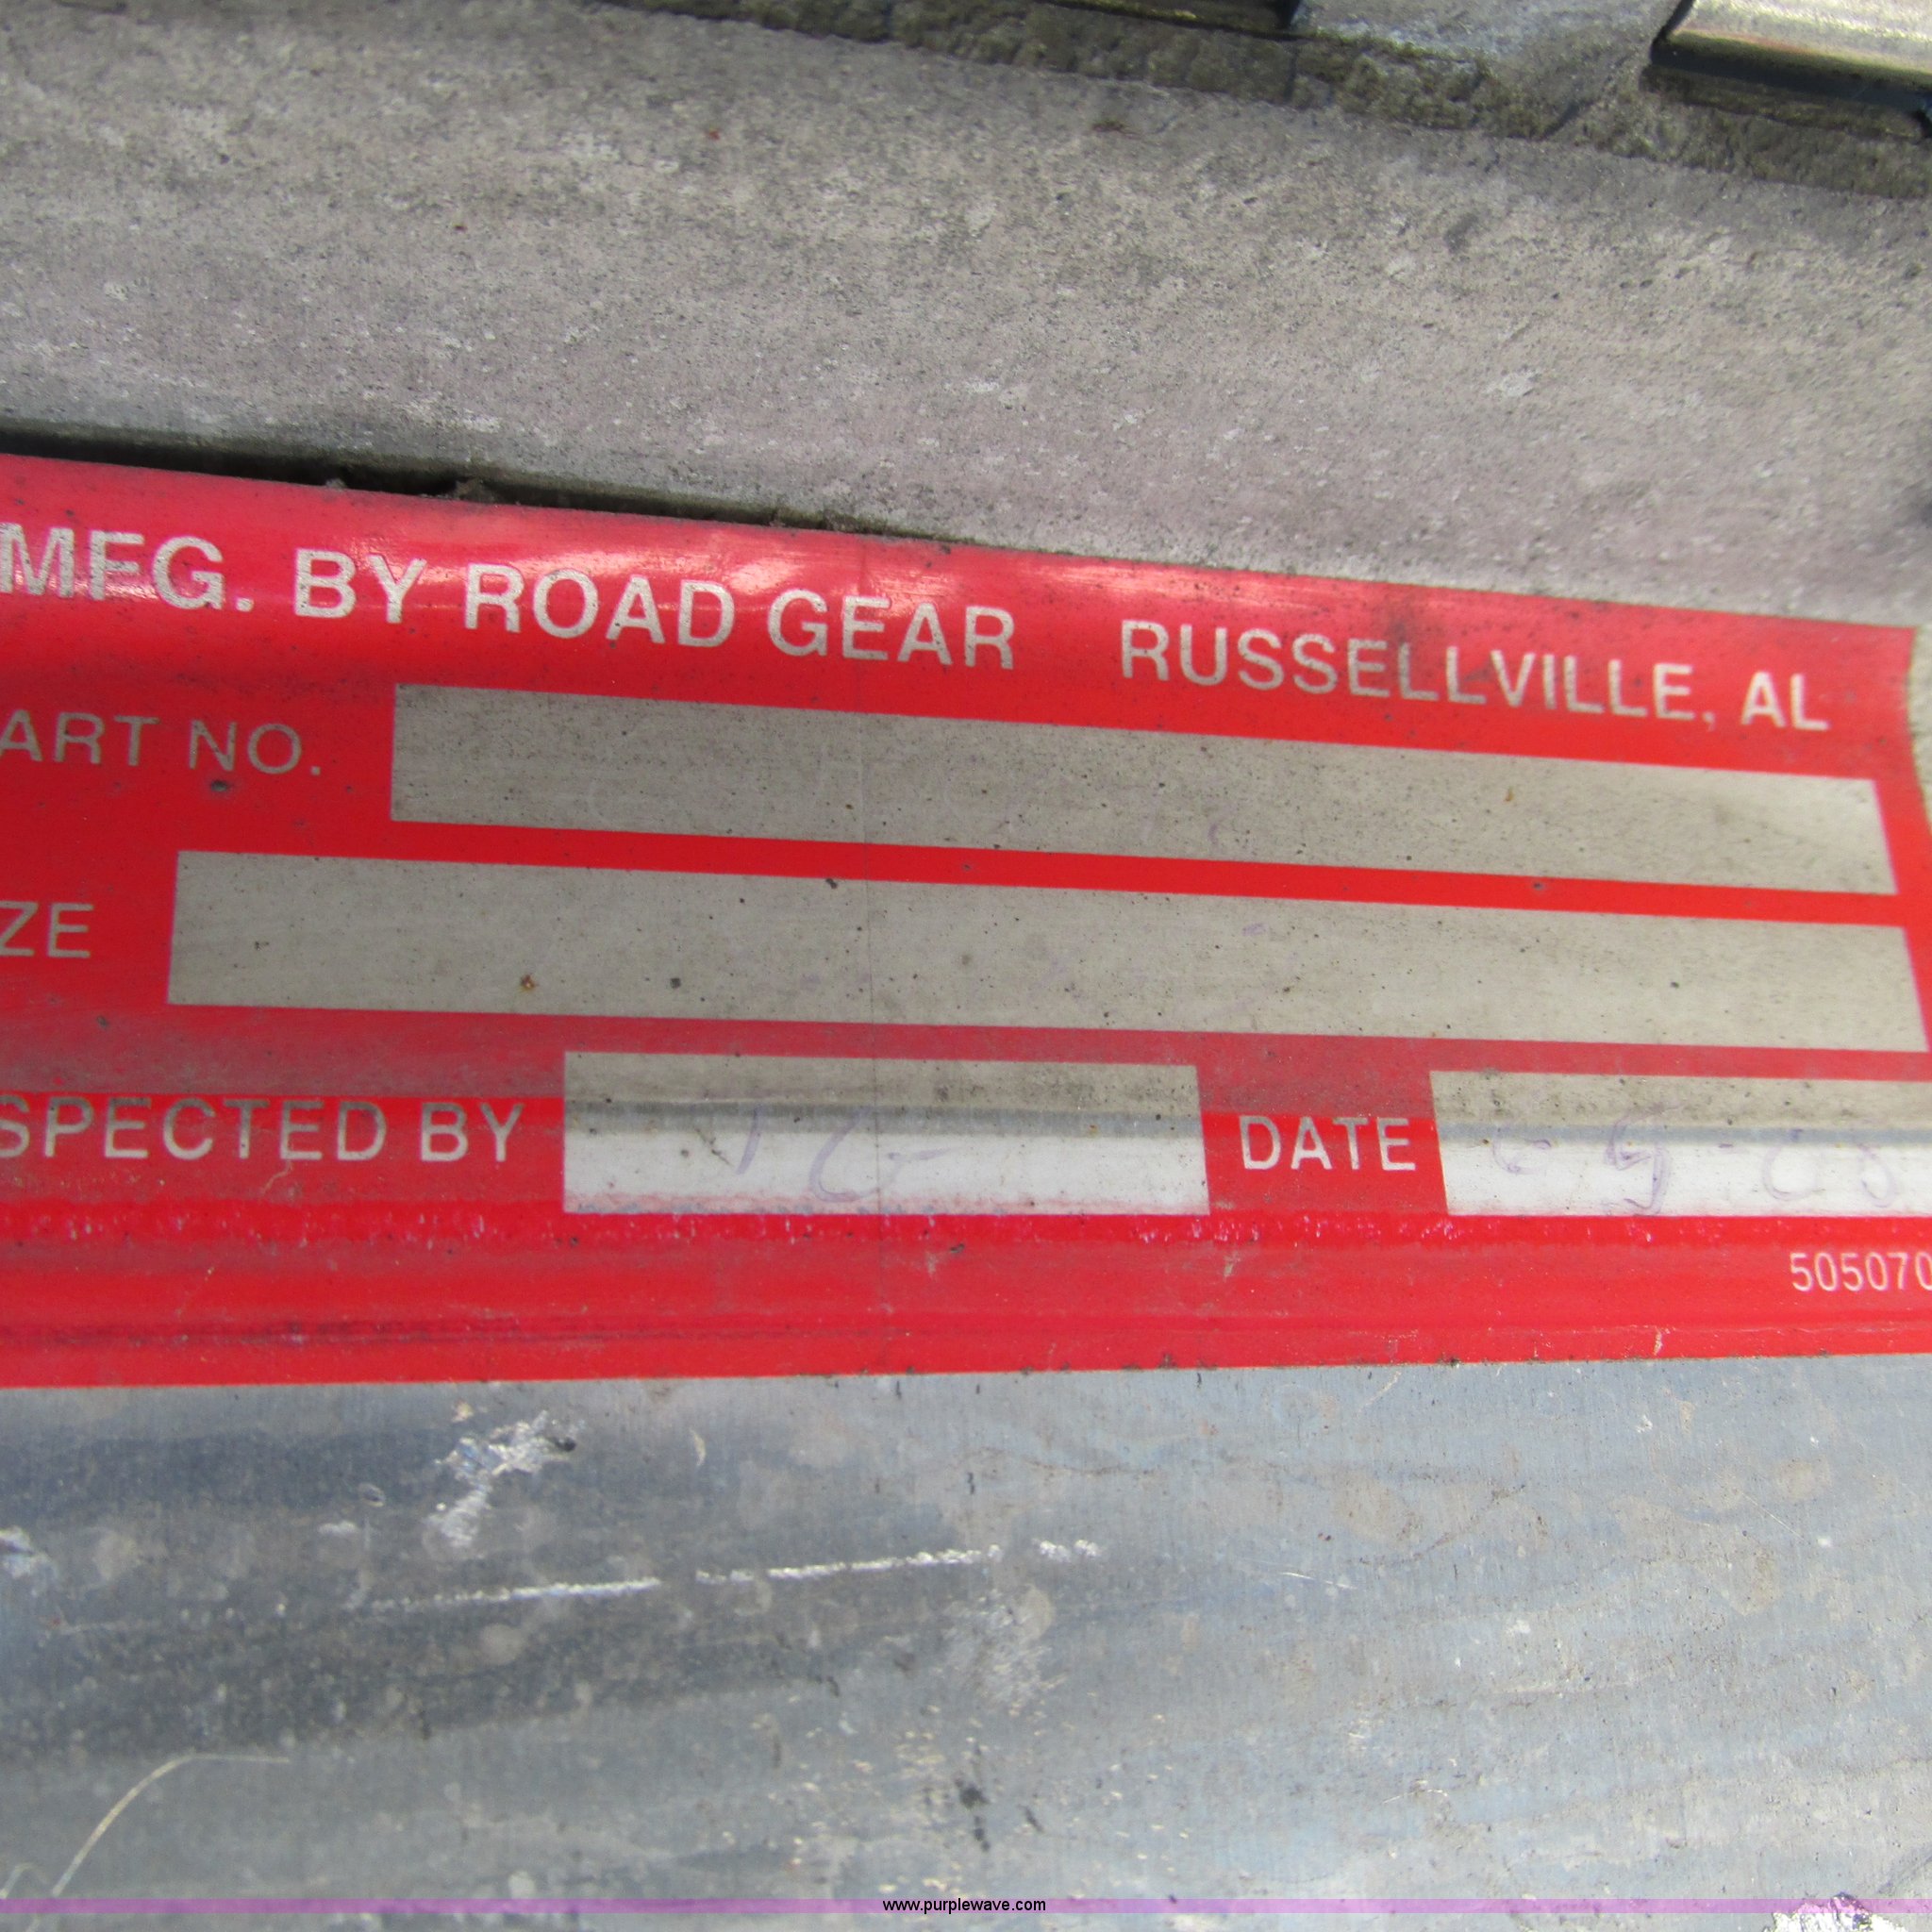 MFG. BY ROAD GEAR RUSSELLVILLE, AL
ART NO.
ZE
SPECTED BY DATE
505070
www.purplewave.com